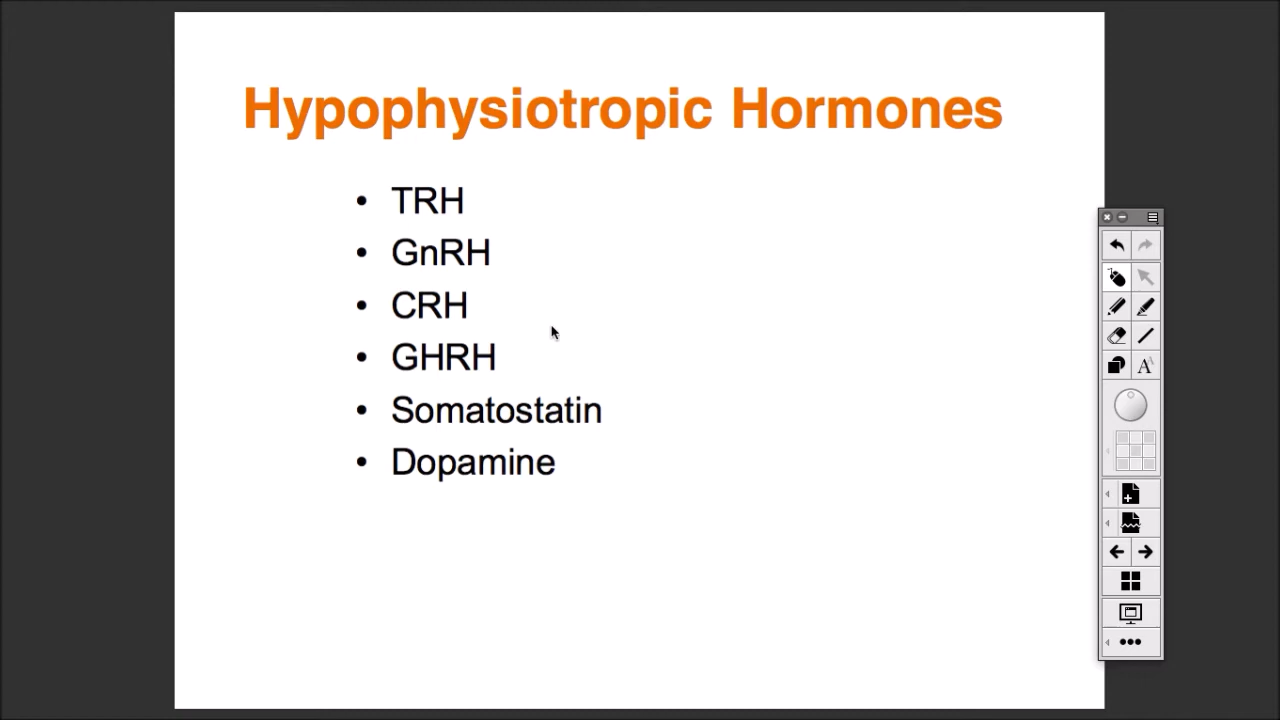 Hypophysiotropic Hormones
• TRH
• GnRH
• CRH
• GHRH
• Somatostatin
• Dopamine